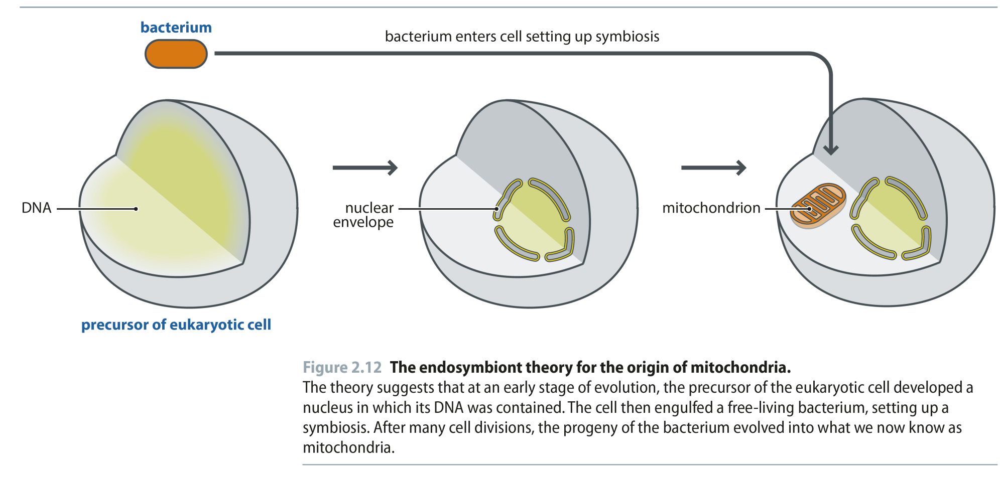 bacterium
bacterium enters cell setting up symbiosis
DNA
nuclear
envelope
mitochondrion
precursor of eukaryotic cell
Figure 2.12 The endosymbiont theory for the origin of mitochondria.
The theory suggests that at an early stage of evolution, the precursor of the eukaryotic cell developed a
nucleus in which its DNA was contained. The cell then engulfed a free-living bacterium, setting up a
symbiosis. After many cell divisions, the progeny of the bacterium evolved into what we now know as
mitochondria.